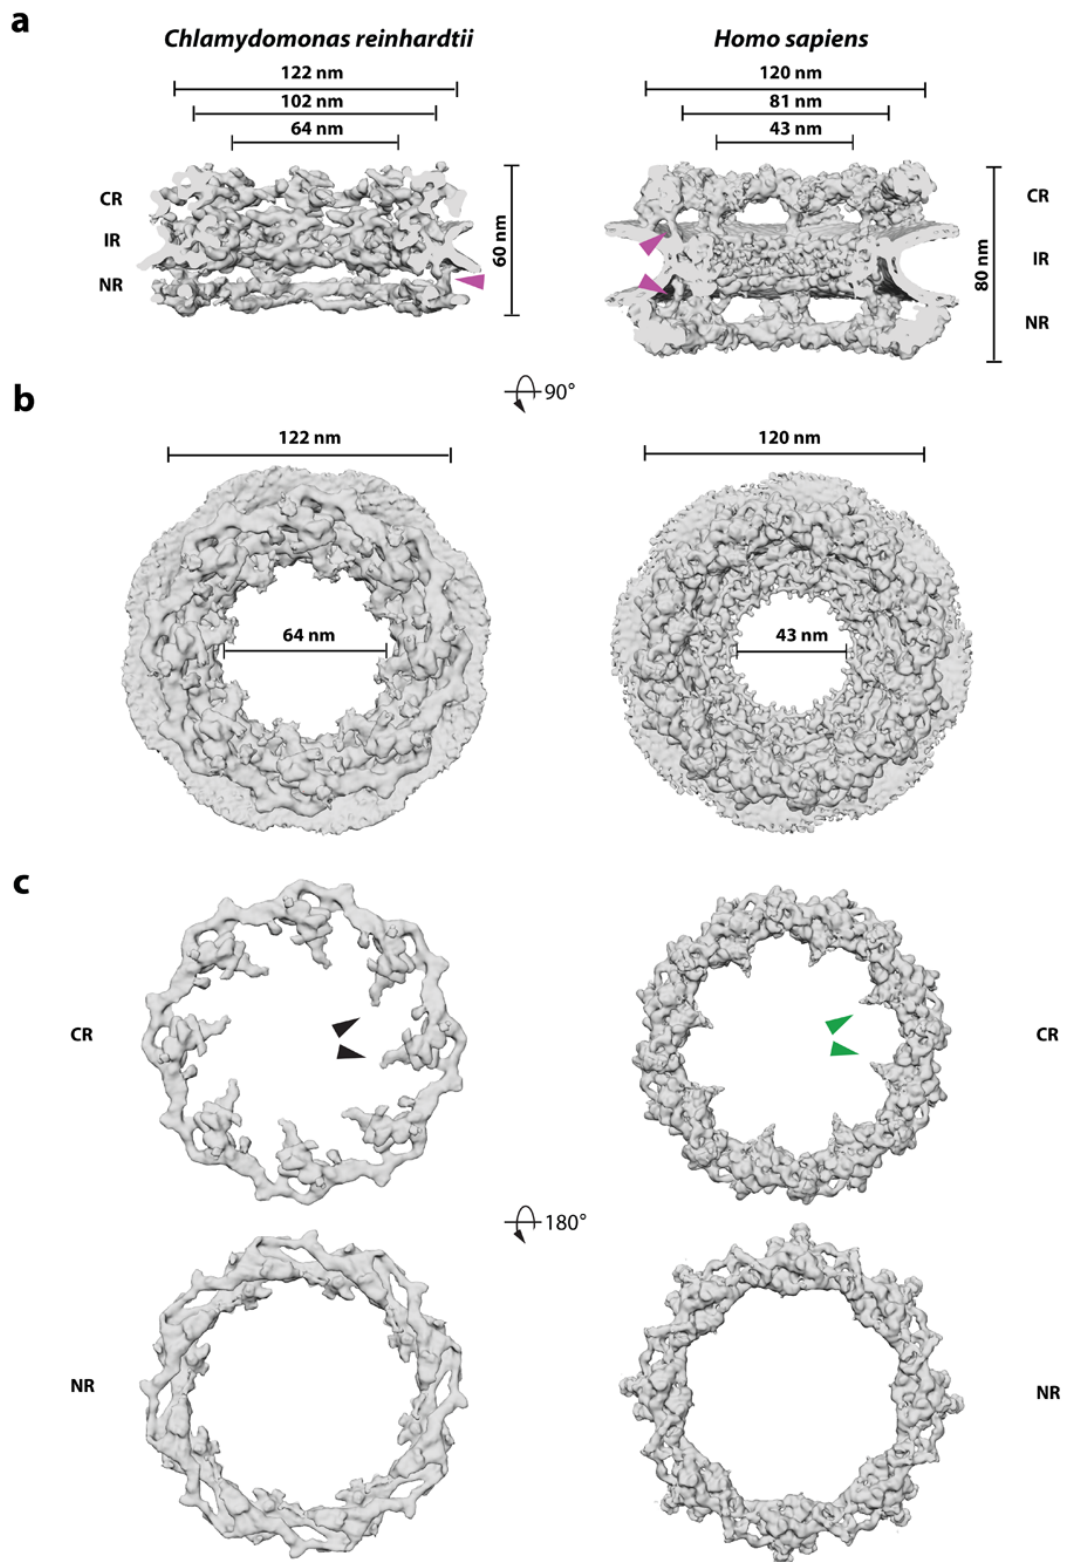 a
Chlamydomonas reinhardtii
Homo sapiens
122 nm
102 nm
64 nm
120 nm
81 nm
43 nm
CR
IR
NR
60 nm
80 nm
CR
IR
NR
90°
b
122 nm
120 nm
64 nm
43 nm
c
CR
CR
180°
NR
NR